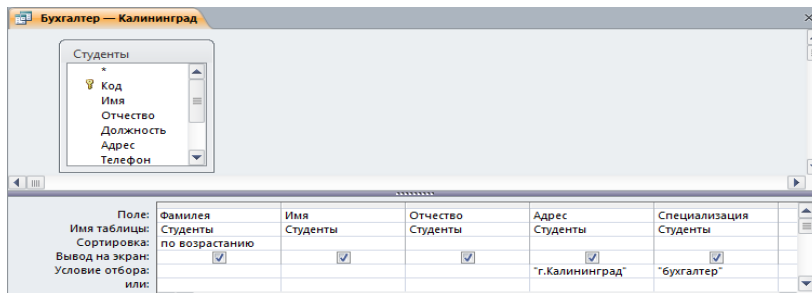 Бухгалтер — Калининград
Студенты
*
Код
Имя
Отчество
Должность
Адрес
Телефон
Поле: Фамилея Имя Отчество Адрес Специализация
Имя таблицы: Студенты Студенты Студенты Студенты Студенты
Сортировка: по возрастанию
Вывод на экран:
Условие отбора: "г.Калининград" "бухгалтер"
или: